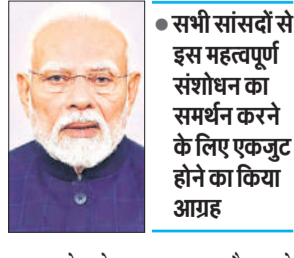 ● सभी सांसदों से
इस महत्वपूर्ण
संशोधन का
समर्थन करने
के लिए एकजुट
होने का किया
आग्रह